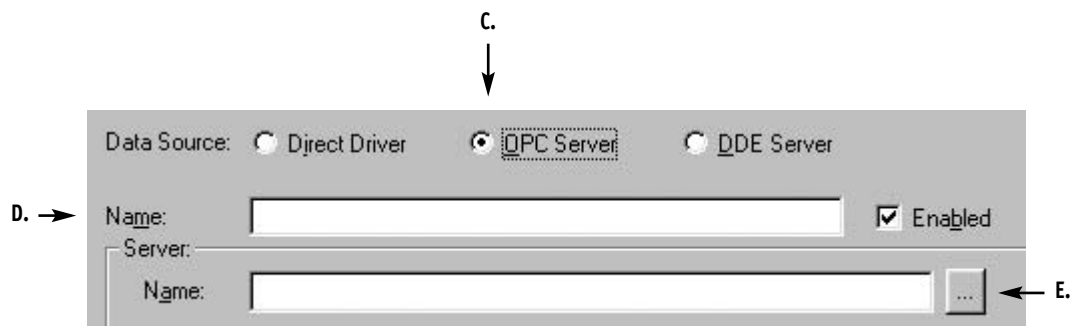 C.
Data Source: Direct Driver OPC Server DDE Server
D. Name: Enabled
Server:
Name: ... E.